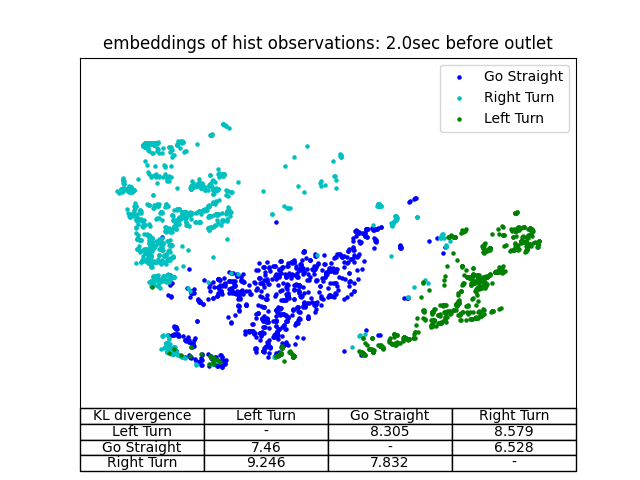 embeddings of hist observations: 2.0sec before outlet
Go Straight
Right Turn
Left Turn
KL divergence Left Turn Go Straight Right Turn
Left Turn - 8.305 8.579
Go Straight 7.46 - 6.528
Right Turn 9.246 7.832 -